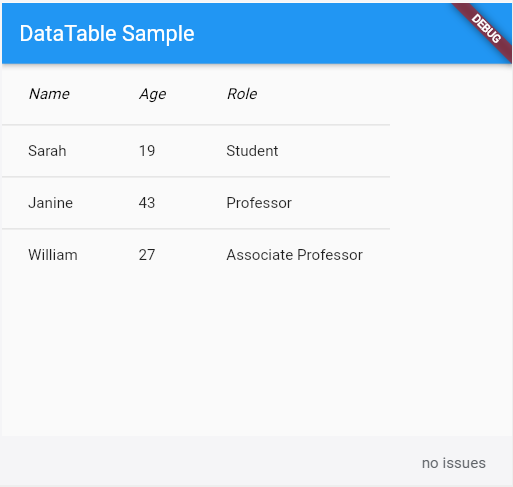 DataTable Sample
DEBUG
Name Age Role
Sarah 19 Student
Janine 43 Professor
William 27 Associate Professor
no issues